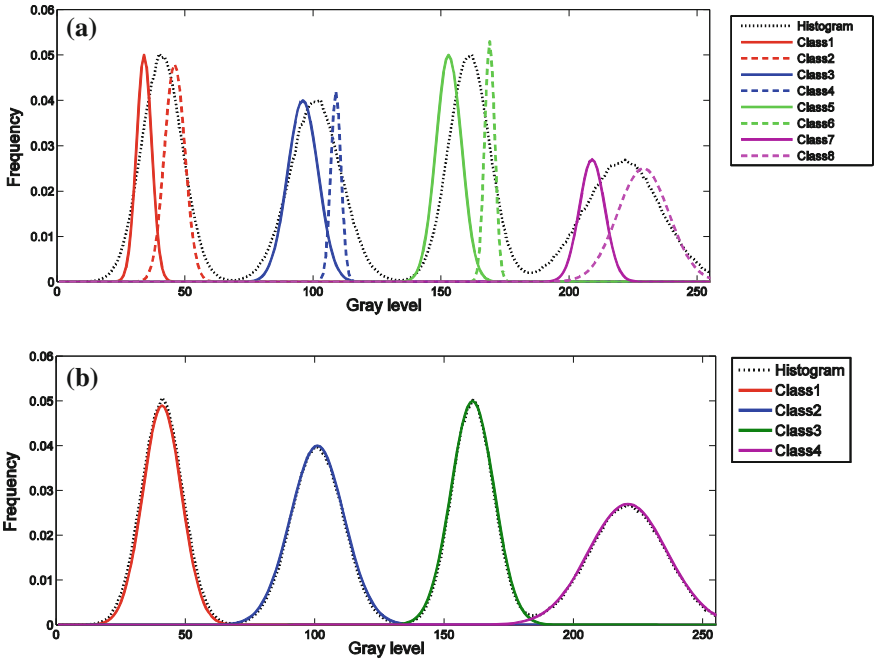 (a)
0.06
0.05
0.04
0.03
0.02
0.01
0
Frequency
0 50 100 150 200 250
Gray level
Histogram
Class1
Class2
Class3
Class4
Class5
Class6
Class7
Class8
(b)
0.06
0.05
0.04
0.03
0.02
0.01
0
Frequency
0 50 100 150 200 250
Gray level
Histogram
Class1
Class2
Class3
Class4